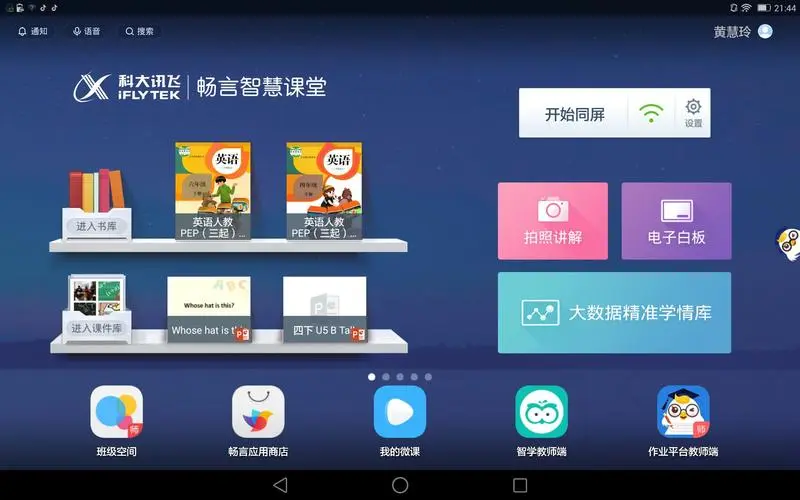 21:44
通知
语音
搜索
黄慧玲
科大讯飞
iFLYTEK
畅言智慧课堂
开始同屏
设置
英语
六年级
英语人教
PEP（三起）...
英语
四年级
英语人教
PEP（三起）...
进入书库
拍照讲解
电子白板
ABC
Whose hat is this?
Whose hat is th
P
P
四下 U5 B Tal
P
进入课件库
大数据精准学情库
师
班级空间
畅言应用商店
我的微课
智学教师端
师
作业平台教师端